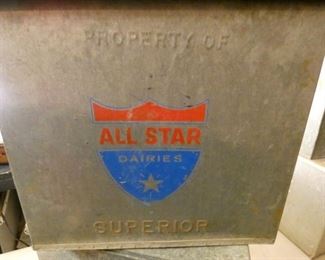 PROPERTY OF
ALL STAR
DAIRIES
SUPERIOR